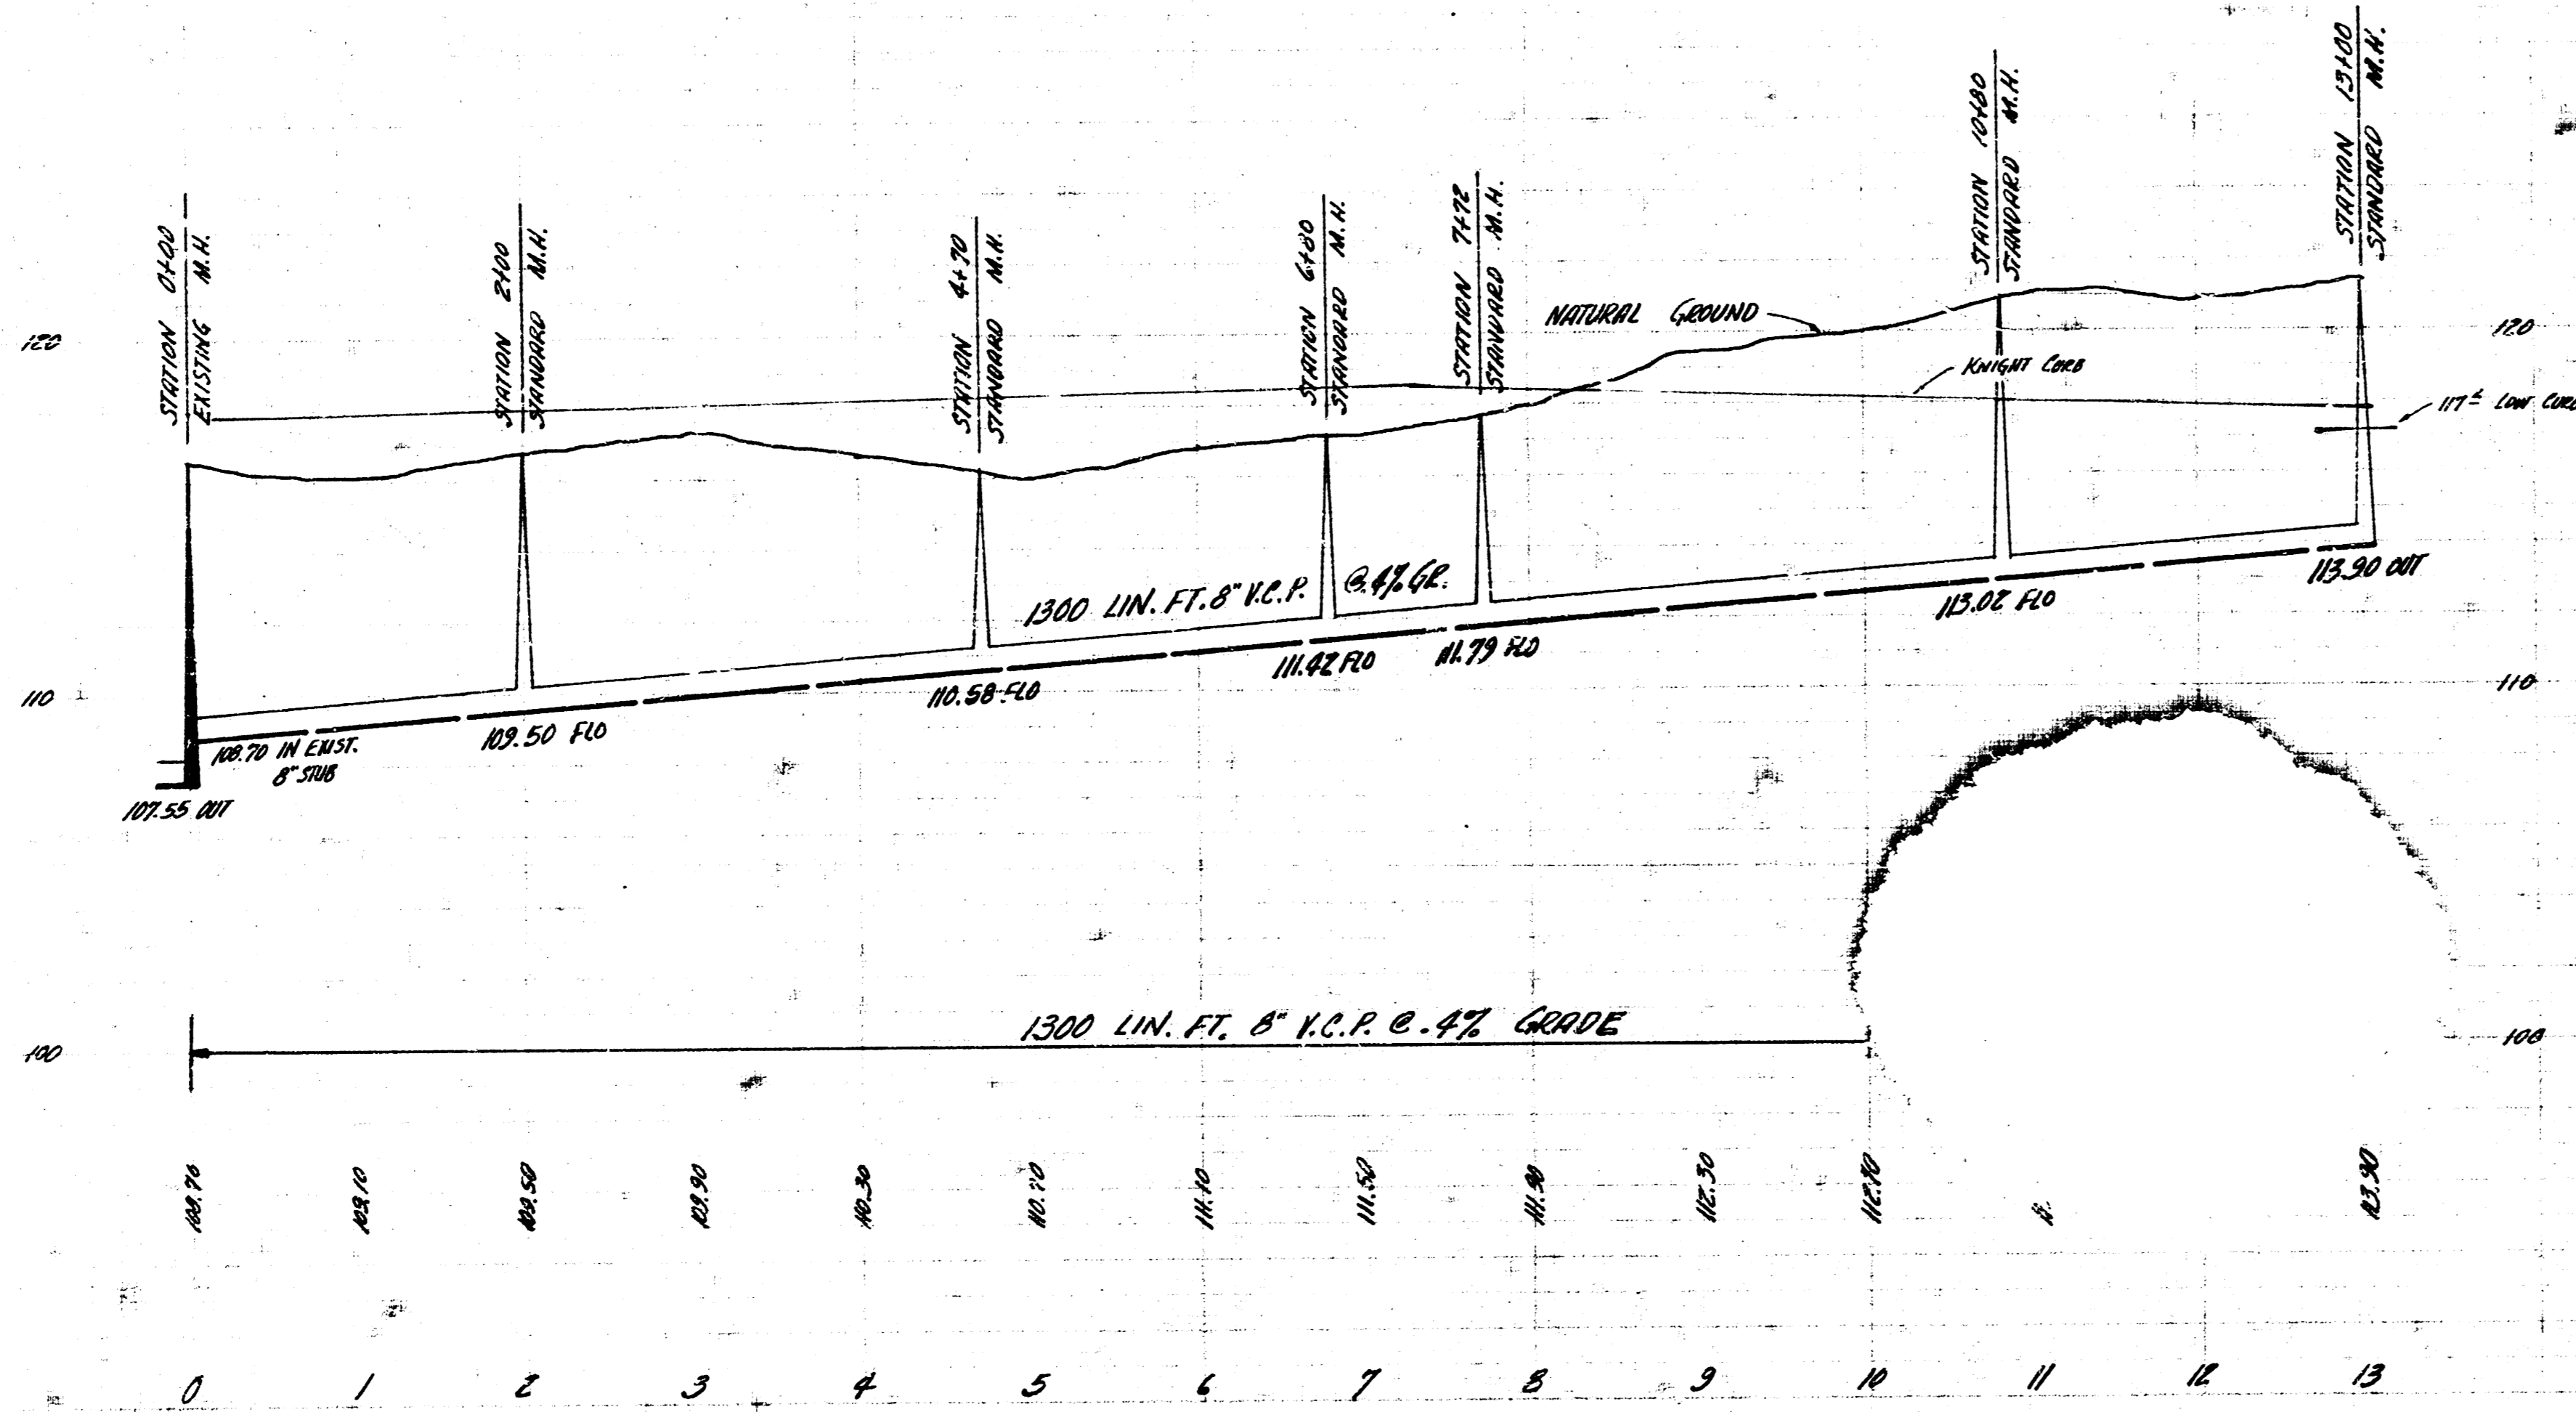 STATION 0+00
EXISTING M.H.
STATION 2+00
STANDARD M.H.
STATION 4+70
STANDARD M.H.
STATION 6+80
STANDARD M.H.
STATION 7+72
STANDARD M.H.
STATION 10+80
STANDARD M.H.
STATION 13+00
STANDARD M.H.
NATURAL GROUND
120
120
KNIGHT CURB
117± LOW CURB
1300 LIN. FT. 8" V.C.P. @ .4% GR.
113.90 OUT
113.02 FLO
111.79 FLO
111.42 FLO
110.58 FLO
110
110
109.50 FLO
108.70 IN EXIST.
8" STUB
107.55 OUT
1300 LIN. FT. 8" V.C.P. @ .4% GRADE
100
100
108.70
109.10
109.50
109.90
110.30
110.70
111.10
111.50
111.90
112.30
112.70
113.90
0 1 2 3 4 5 6 7 8 9 10 11 12 13